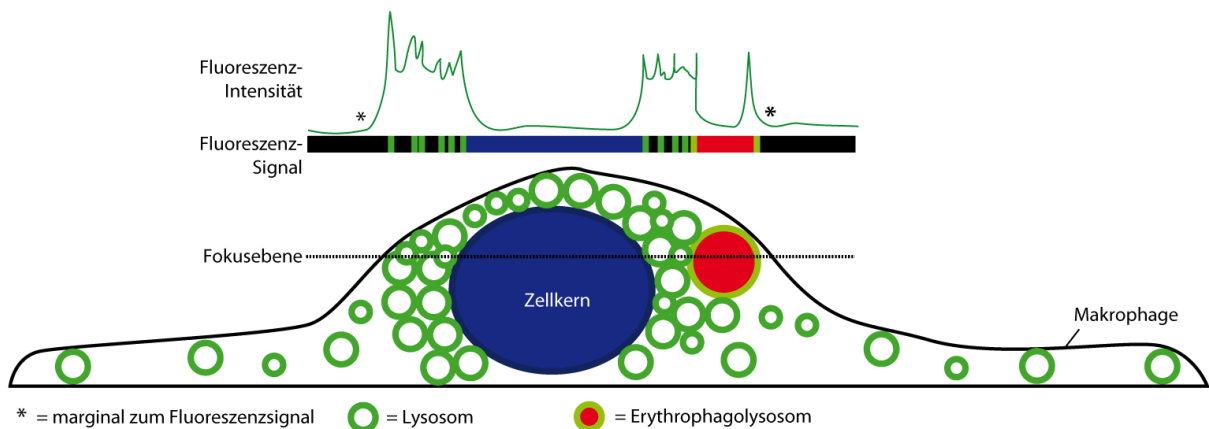 Fluoreszenz-
Intensität
*
*
Fluoreszenz-
Signal
Fokusebene
Zellkern
Makrophage
* = marginal zum Fluoreszenzsignal
= Lysosom
= Erythrophagolysosom